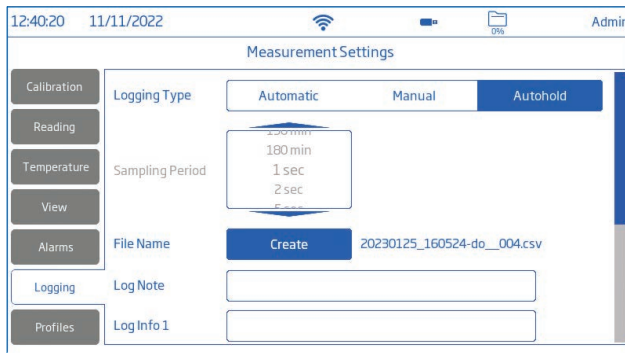 12:40:20 11/11/2022 0% Admin
Measurement Settings
Calibration
Logging Type Automatic Manual Autohold
Reading
180 min
Temperature Sampling Period 1 sec
2 sec
View
Alarms File Name Create 20230125_160524-do__004.csv
Logging Log Note
Profiles Log Info 1